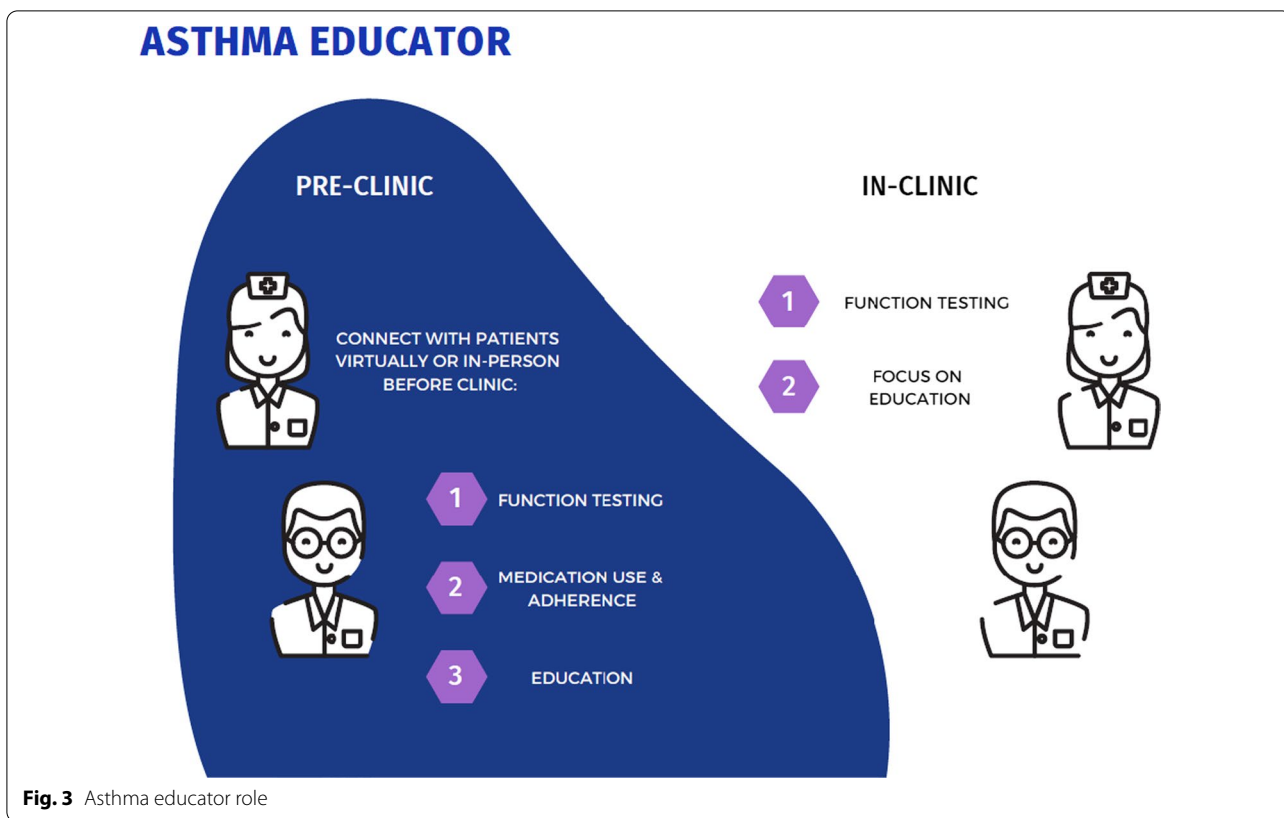 ASTHMA EDUCATOR
PRE-CLINIC
CONNECT WITH PATIENTS
VIRTUALLY OR IN-PERSON
BEFORE CLINIC:
1 FUNCTION TESTING
2 MEDICATION USE &
ADHERENCE
3 EDUCATION
IN-CLINIC
1 FUNCTION TESTING
2 FOCUS ON
EDUCATION
Fig. 3 Asthma educator role